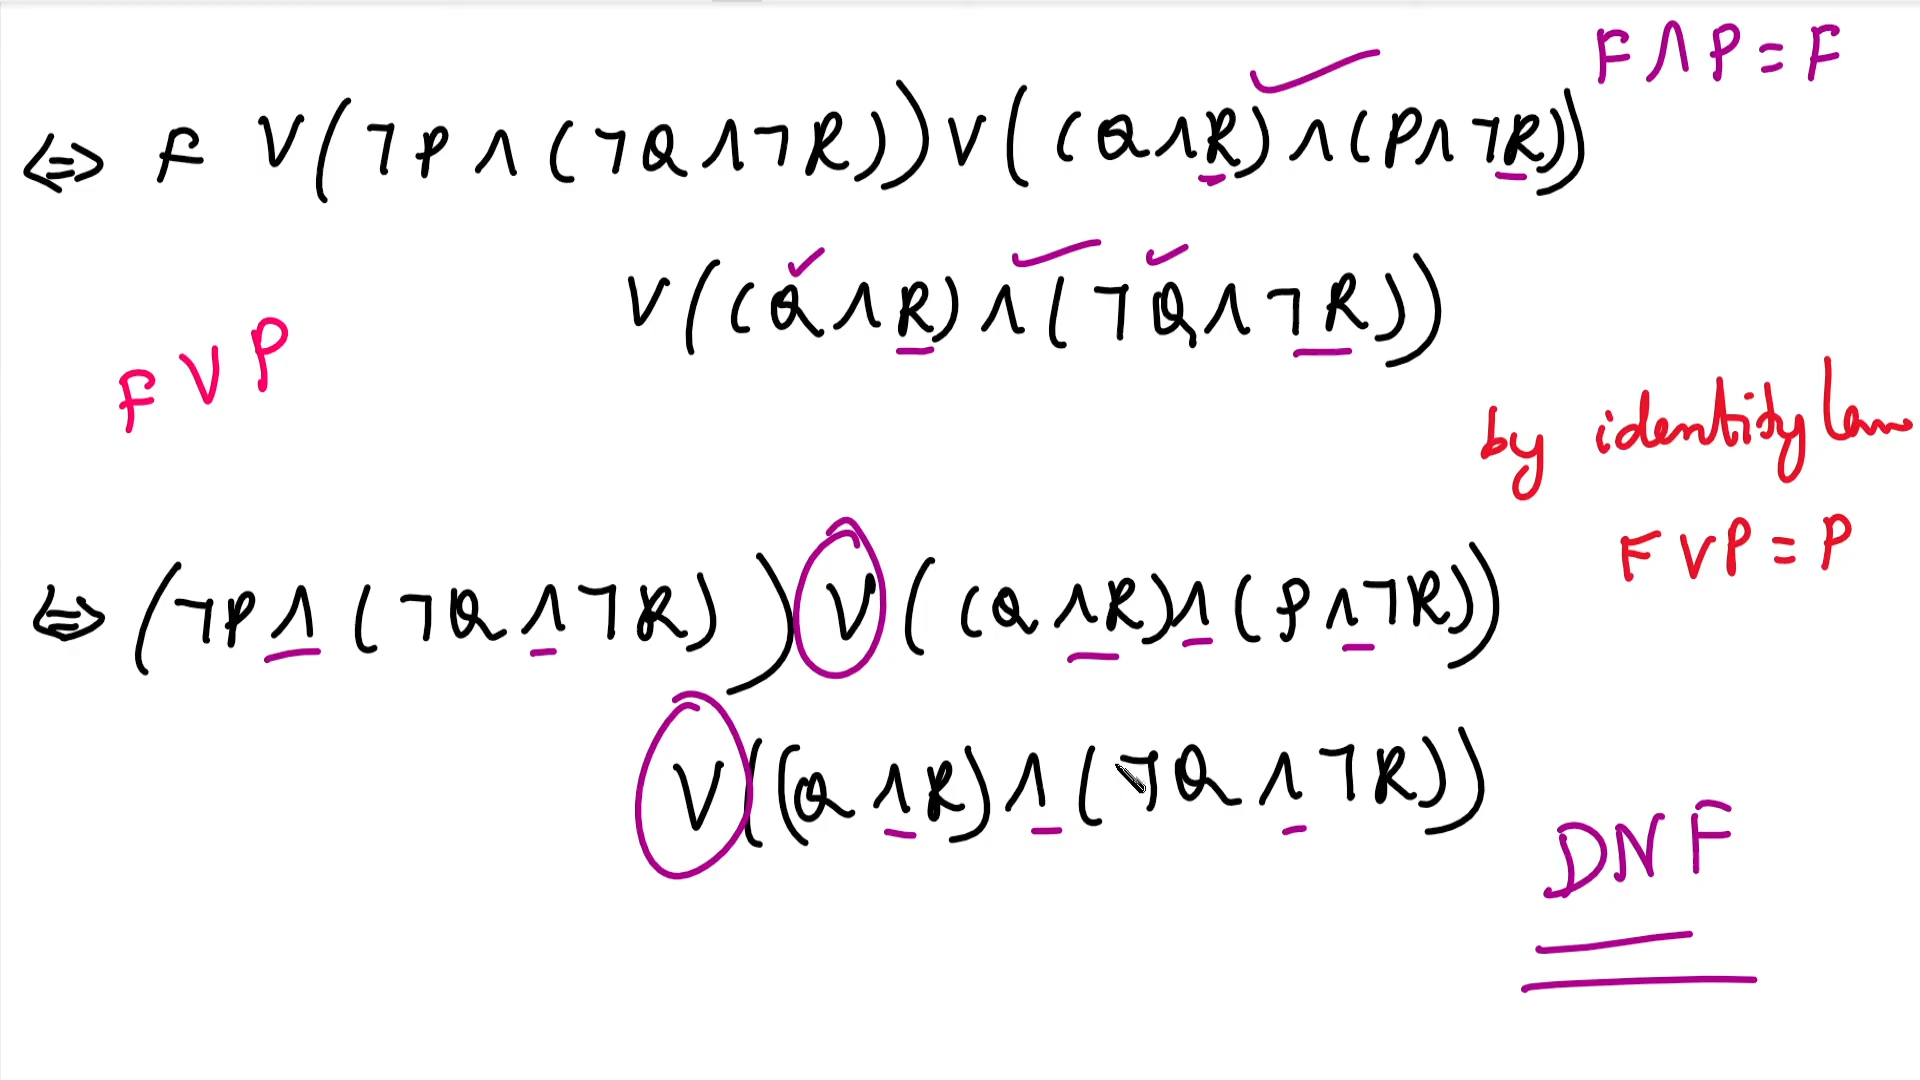 F ∧ P = F
⇔ F ∨ (¬P ∧ (¬Q ∧ ¬R)) ∨ ((Q ∧ R) ∧ (P ∧ ¬R))
∨ ((Q ∧ R) ∧ (¬Q ∧ ¬R))
F ∨ P
by identity law
F ∨ P = P
⇔ (¬P ∧ (¬Q ∧ ¬R)) ∨ ((Q ∧ R) ∧ (P ∧ ¬R))
∨ ((Q ∧ R) ∧ (¬Q ∧ ¬R))
DNF